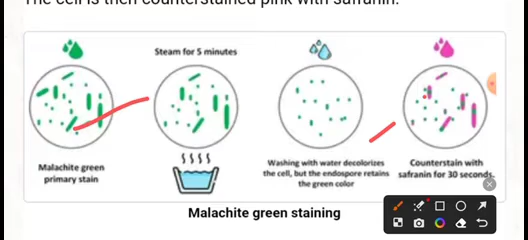 The cell is then counterstained pink with safranin.
Steam for 5 minutes
Malachite green
primary stain
Washing with water decolorizes
the cell, but the endospore retains
the green color
Counterstain with
safranin for 30 seconds.
Malachite green staining